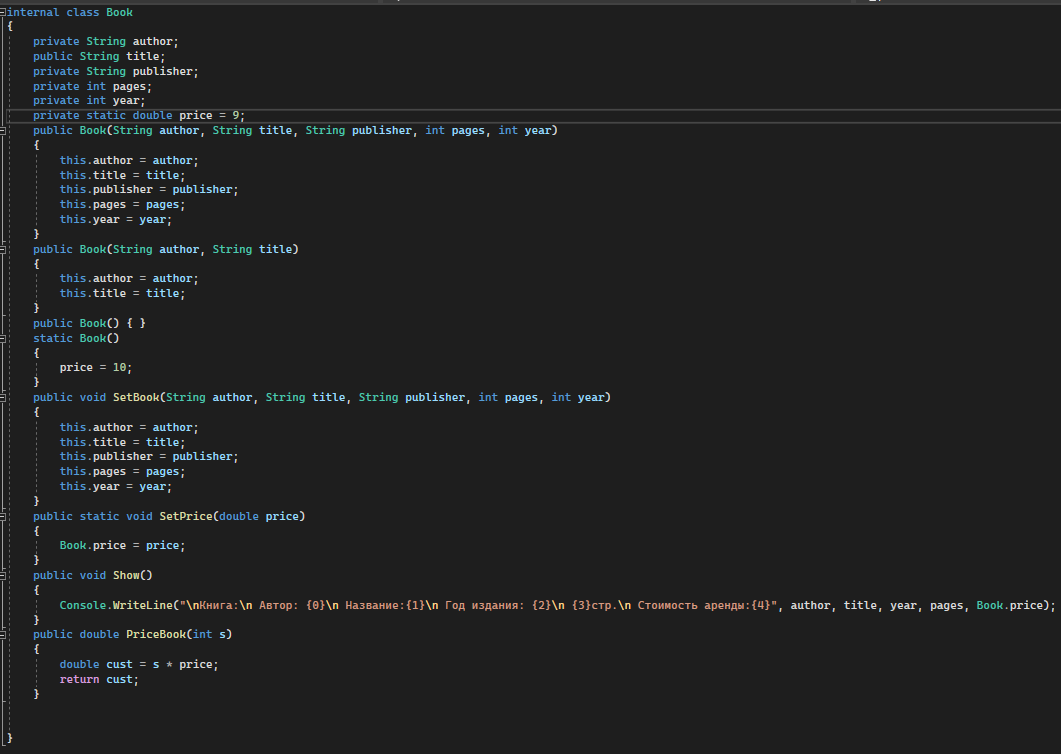 internal class Book
{
    private String author;
    public String title;
    private String publisher;
    private int pages;
    private int year;
    private static double price = 9;
    public Book(String author, String title, String publisher, int pages, int year)
    {
        this.author = author;
        this.title = title;
        this.publisher = publisher;
        this.pages = pages;
        this.year = year;
    }
    public Book(String author, String title)
    {
        this.author = author;
        this.title = title;
    }
    public Book() { }
    static Book()
    {
        price = 10;
    }
    public void SetBook(String author, String title, String publisher, int pages, int year)
    {
        this.author = author;
        this.title = title;
        this.publisher = publisher;
        this.pages = pages;
        this.year = year;
    }
    public static void SetPrice(double price)
    {
        Book.price = price;
    }
    public void Show()
    {
        Console.WriteLine("\nКнига:\n Автор: {0}\n Название:{1}\n Год издания: {2}\n {3}стр.\n Стоимость аренды:{4}", author, title, year, pages, Book.price);
    }
    public double PriceBook(int s)
    {
        double cust = s * price;
        return cust;
    }
}